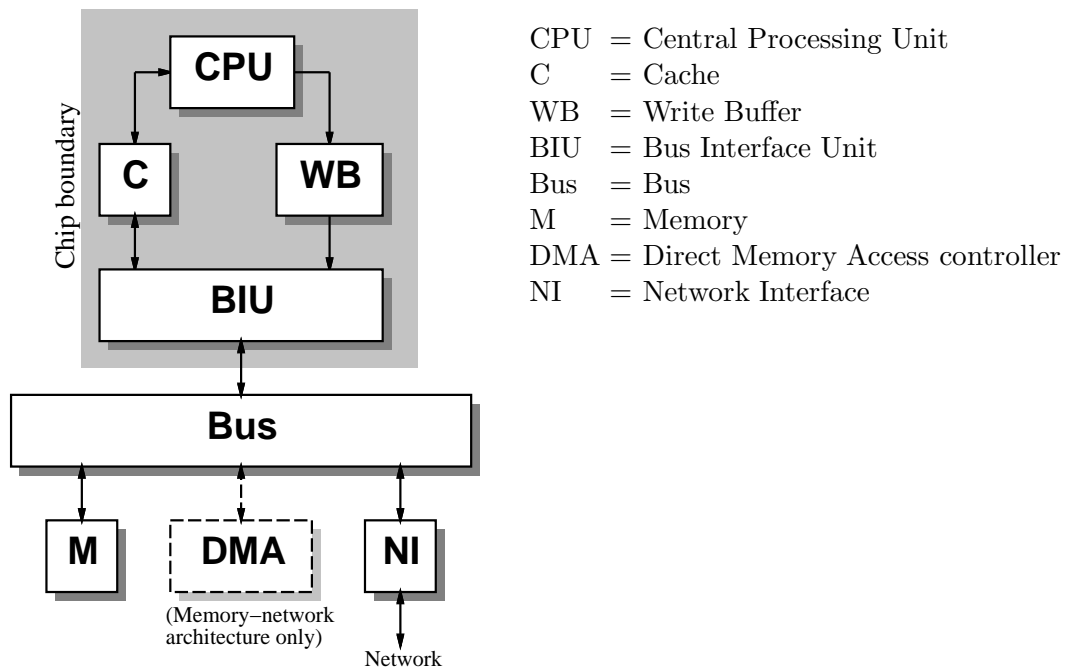 CPU
C
WB
BIU
Chip boundary
Bus
M
DMA
NI
(Memory–network
architecture only)
Network
CPU = Central Processing Unit
C = Cache
WB = Write Buffer
BIU = Bus Interface Unit
Bus = Bus
M = Memory
DMA = Direct Memory Access controller
NI = Network Interface